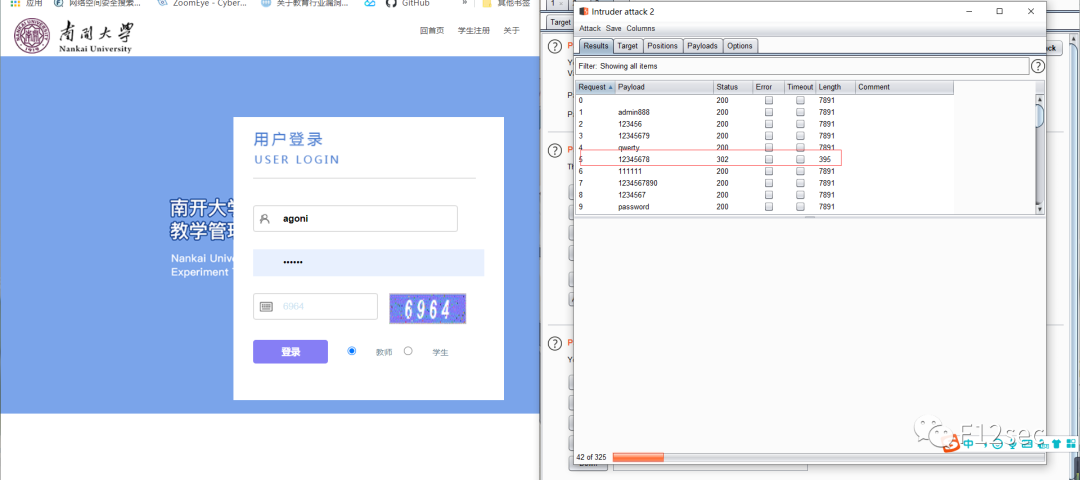 应用
网络空间安全搜索...
ZoomEye - Cyber...
关于教育行业漏洞...
GitHub
»
其他书签
南开大学
Nankai University
回首页
学生注册
关于
用户登录
USER LOGIN
南开大学
教学管理
Nankai Unive
Experiment T
agoni
••••••
6964
6964
登录
教师
学生
Target
Intruder attack 2
Attack Save Columns
Results Target Positions Payloads Options
Filter: Showing all items
Request Payload Status Error Timeout Length Comment
0 200 7891
1 admin888 200 7891
2 123456 200 7891
3 12345679 200 7891
4 qwerty 200 7891
5 12345678 302 395
6 111111 200 7891
7 1234567890 200 7891
8 1234567 200 7891
9 password 200 7891
42 of 325
F12sec
中